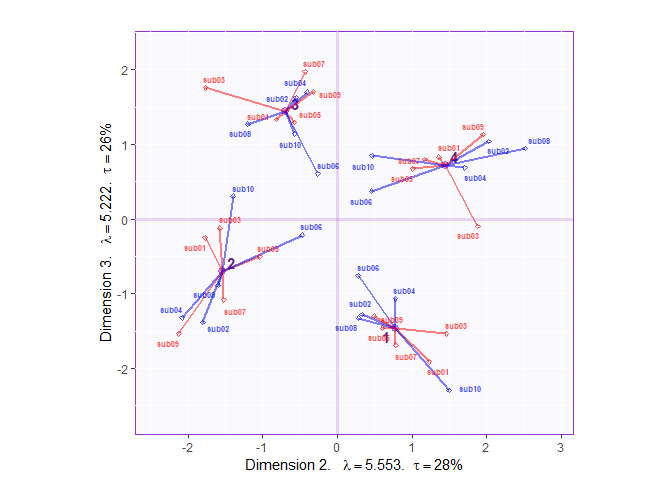 sub07
sub03
sub04
sub02
sub09
3
sub01
sub05
sub08
sub10
sub06
sub09
sub08
sub01
sub02
4
sub07
sub10
sub04
sub05
sub06
sub03
sub10
sub03
sub06
sub01
sub05
2
sub08
sub04
sub07
sub02
sub09
sub06
sub04
sub02
sub09
sub03
sub08
1
sub07
sub01
sub10
2
1
0
-1
-2
-2
-1
0
1
2
3
Dimension 2. λ = 5.553. τ = 28%
Dimension 3. λ = 5.222. τ = 26%